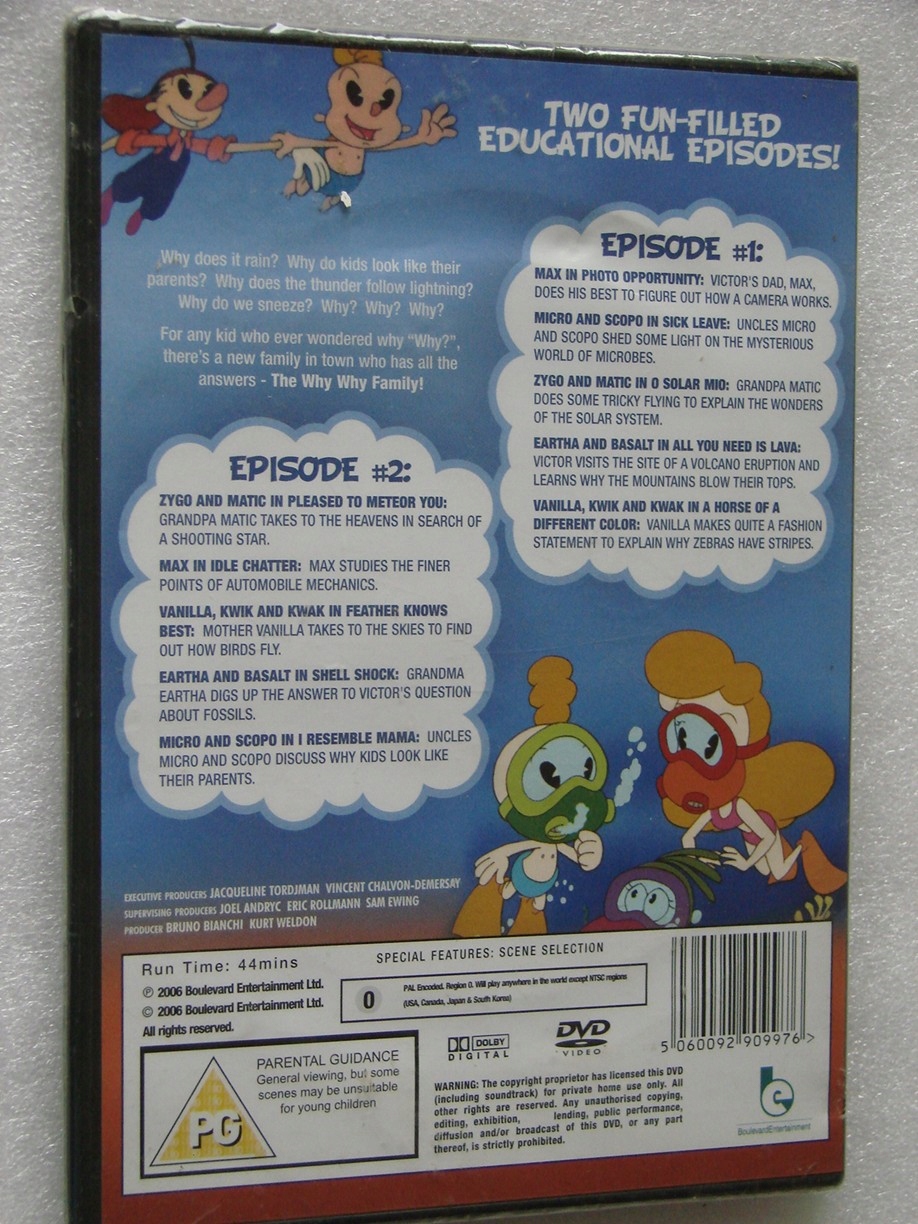 TWO FUN-FILLED
EDUCATIONAL EPISODES!
Why does it rain? Why do kids look like their
parents? Why does the thunder follow lightning?
Why do we sneeze? Why? Why? Why?
For any kid who ever wondered why "Why?",
there's a new family in town who has all the
answers - The Why Why Family!
EPISODE #1:
MAX IN PHOTO OPPORTUNITY: VICTOR'S DAD, MAX,
DOES HIS BEST TO FIGURE OUT HOW A CAMERA WORKS.
MICRO AND SCOPO IN SICK LEAVE: UNCLES MICRO
AND SCOPO SHED SOME LIGHT ON THE MYSTERIOUS
WORLD OF MICROBES.
ZYGO AND MATIC IN O SOLAR MIO: GRANDPA MATIC
DOES SOME TRICKY FLYING TO EXPLAIN THE WONDERS
OF THE SOLAR SYSTEM.
EARTHA AND BASALT IN ALL YOU NEED IS LAVA:
VICTOR VISITS THE SITE OF A VOLCANO ERUPTION AND
LEARNS WHY THE MOUNTAINS BLOW THEIR TOPS.
VANILLA, KWIK AND KWAK IN A HORSE OF A
DIFFERENT COLOR: VANILLA MAKES QUITE A FASHION
STATEMENT TO EXPLAIN WHY ZEBRAS HAVE STRIPES.
EPISODE #2:
ZYGO AND MATIC IN PLEASED TO METEOR YOU:
GRANDPA MATIC TAKES TO THE HEAVENS IN SEARCH OF
A SHOOTING STAR.
MAX IN IDLE CHATTER: MAX STUDIES THE FINER
POINTS OF AUTOMOBILE MECHANICS.
VANILLA, KWIK AND KWAK IN FEATHER KNOWS
BEST: MOTHER VANILLA TAKES TO THE SKIES TO FIND
OUT HOW BIRDS FLY.
EARTHA AND BASALT IN SHELL SHOCK: GRANDMA
EARTHA DIGS UP THE ANSWER TO VICTOR'S QUESTION
ABOUT FOSSILS.
MICRO AND SCOPO IN I RESEMBLE MAMA: UNCLES
MICRO AND SCOPO DISCUSS WHY KIDS LOOK LIKE
THEIR PARENTS.
EXECUTIVE PRODUCERS JACQUELINE TORDJMAN VINCENT CHALVON-DEMERSAY
SUPERVISING PRODUCERS JOEL ANDRYC ERIC ROLLMANN SAM EWING
PRODUCER BRUNO BIANCHI KURT WELDON
Run Time: 44mins
℗ 2006 Boulevard Entertainment Ltd.
© 2006 Boulevard Entertainment Ltd.
All rights reserved.
SPECIAL FEATURES: SCENE SELECTION
0
PAL Encoded. Region 0. Will play anywhere in the world except NTSC regions
(USA, Canada, Japan & South Korea)
PARENTAL GUIDANCE
General viewing, but some
scenes may be unsuitable
for young children
PG
DOLBY
DIGITAL
DVD
VIDEO
WARNING: The copyright proprietor has licensed this DVD
(including soundtrack) for private home use only. All
other rights are reserved. Any unauthorised copying,
editing, exhibition, lending, public performance,
diffusion and/or broadcast of this DVD, or any part
thereof, is strictly prohibited.
5 060092 909976 >
BoulevardEntertainment